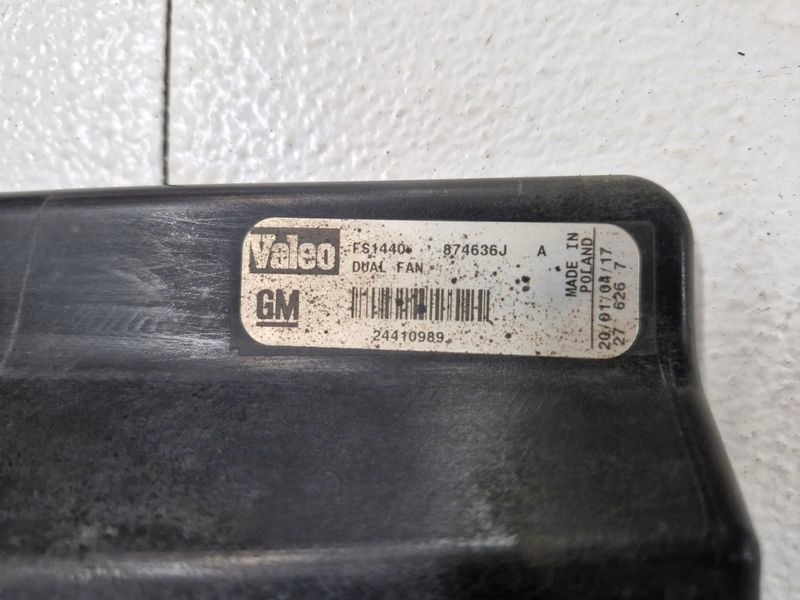 Valeo FS1440 874636J A
DUAL FAN
GM
24410989
MADE IN
POLAND
20/01/04/17
27 626 7